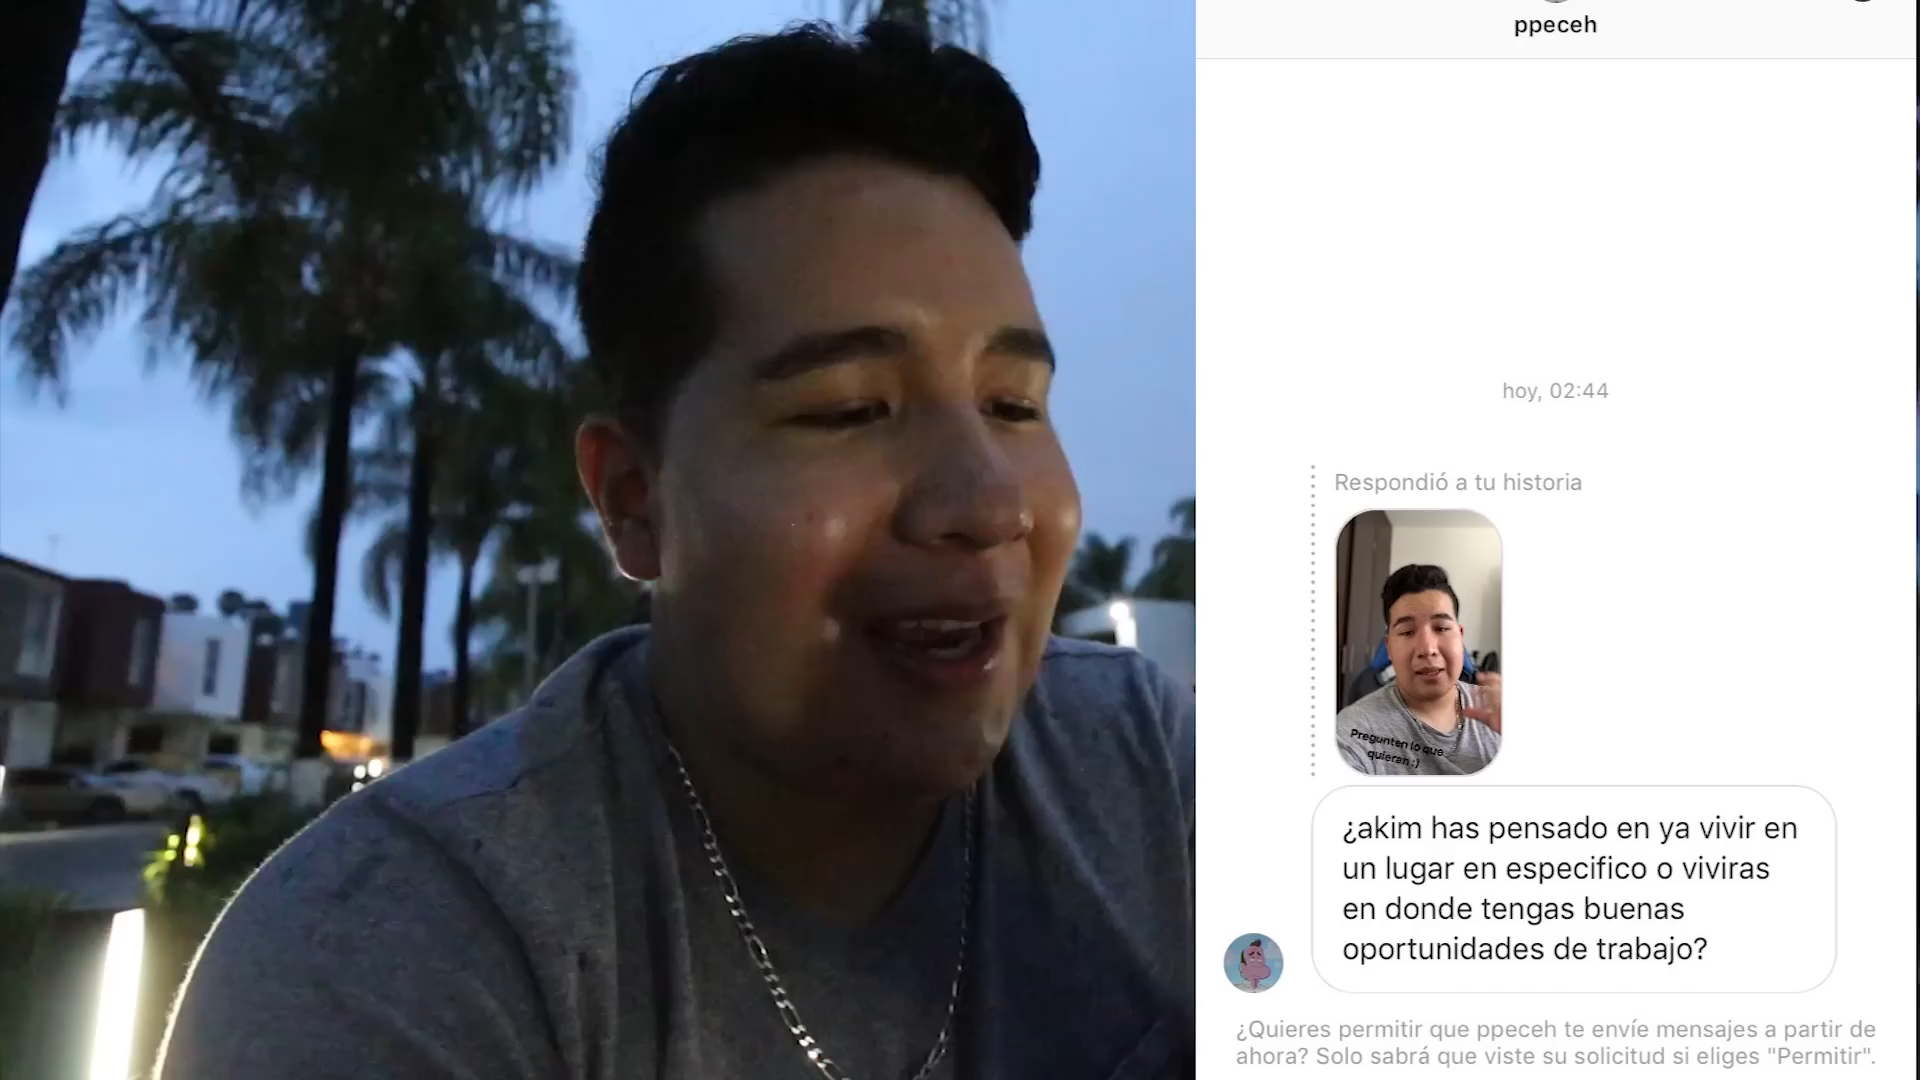 ppeceh
hoy, 02:44
Respondió a tu historia
Pregunten lo que
quieran :)
¿akim has pensado en ya vivir en
un lugar en especifico o viviras
en donde tengas buenas
oportunidades de trabajo?
¿Quieres permitir que ppeceh te envíe mensajes a partir de
ahora? Solo sabrá que viste su solicitud si eliges "Permitir".